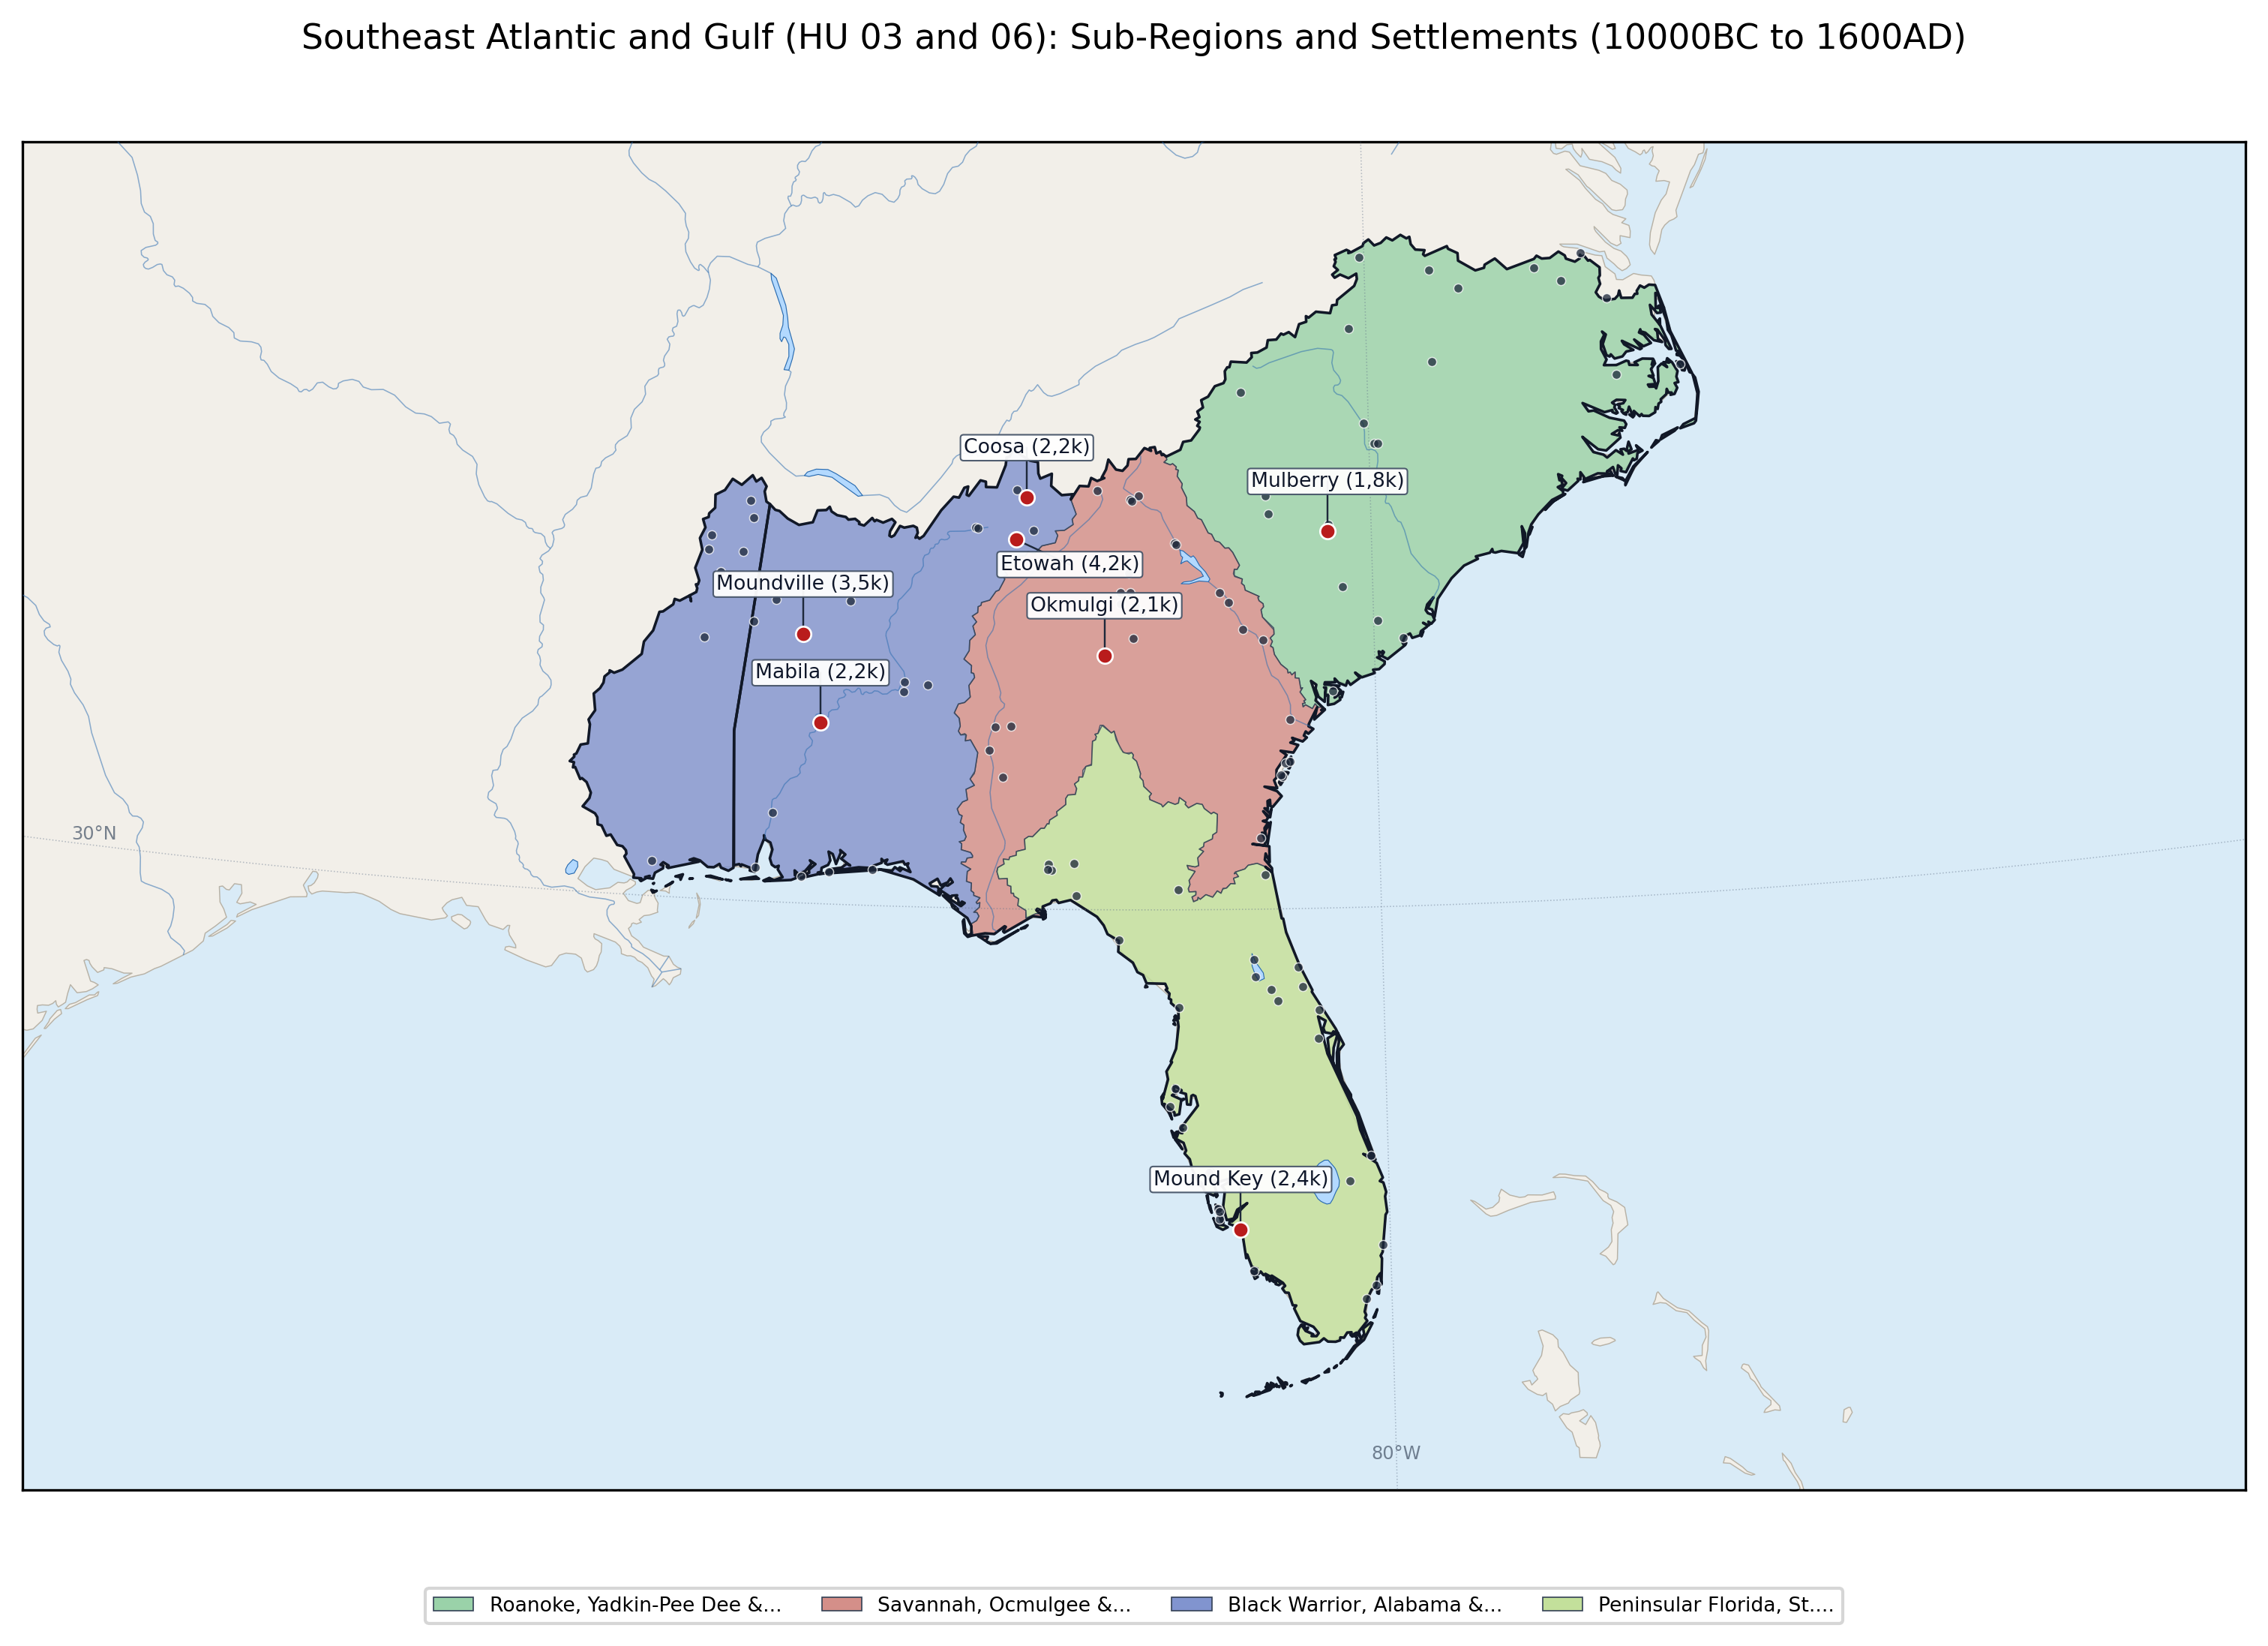 Southeast Atlantic and Gulf (HU 03 and 06): Sub-Regions and Settlements (10000BC to 1600AD)
Coosa (2,2k)
Mulberry (1,8k)
Etowah (4,2k)
Moundville (3,5k)
Okmulgi (2,1k)
Mabila (2,2k)
30°N
Mound Key (2,4k)
80°W
Roanoke, Yadkin-Pee Dee &...
Savannah, Ocmulgee &...
Black Warrior, Alabama &...
Peninsular Florida, St....